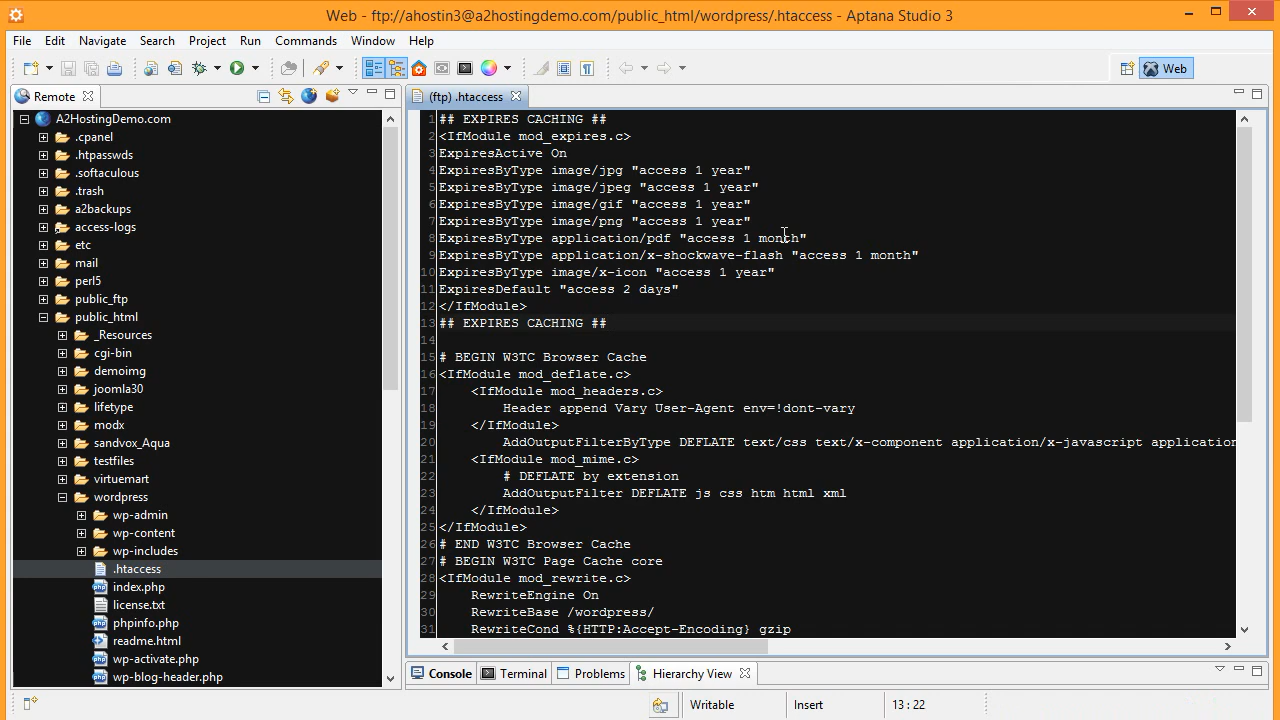 Web - ftp://ahostin3@a2hostingdemo.com/public_html/wordpress/.htaccess - Aptana Studio 3
File Edit Navigate Search Project Run Commands Window Help
Web
Remote
A2HostingDemo.com
.cpanel
.htpasswds
.softaculous
.trash
a2backups
access-logs
etc
mail
perl5
public_ftp
public_html
_Resources
cgi-bin
demoimg
joomla30
lifetype
modx
sandvox_Aqua
testfiles
virtuemart
wordpress
wp-admin
wp-content
wp-includes
.htaccess
index.php
license.txt
phpinfo.php
readme.html
wp-activate.php
wp-blog-header.php
(ftp) .htaccess
1 ## EXPIRES CACHING ##
2 <IfModule mod_expires.c>
3 ExpiresActive On
4 ExpiresByType image/jpg "access 1 year"
5 ExpiresByType image/jpeg "access 1 year"
6 ExpiresByType image/gif "access 1 year"
7 ExpiresByType image/png "access 1 year"
8 ExpiresByType application/pdf "access 1 month"
9 ExpiresByType application/x-shockwave-flash "access 1 month"
10 ExpiresByType image/x-icon "access 1 year"
11 ExpiresDefault "access 2 days"
12 </IfModule>
13 ## EXPIRES CACHING ##
14
15 # BEGIN W3TC Browser Cache
16 <IfModule mod_deflate.c>
17 <IfModule mod_headers.c>
18 Header append Vary User-Agent env=!dont-vary
19 </IfModule>
20 AddOutputFilterByType DEFLATE text/css text/x-component application/x-javascript application
21 <IfModule mod_mime.c>
22 # DEFLATE by extension
23 AddOutputFilter DEFLATE js css htm html xml
24 </IfModule>
25 </IfModule>
26 # END W3TC Browser Cache
27 # BEGIN W3TC Page Cache core
28 <IfModule mod_rewrite.c>
29 RewriteEngine On
30 RewriteBase /wordpress/
31 RewriteCond %{HTTP:Accept-Encoding} gzip
Console Terminal Problems Hierarchy View
Writable Insert 13 : 22